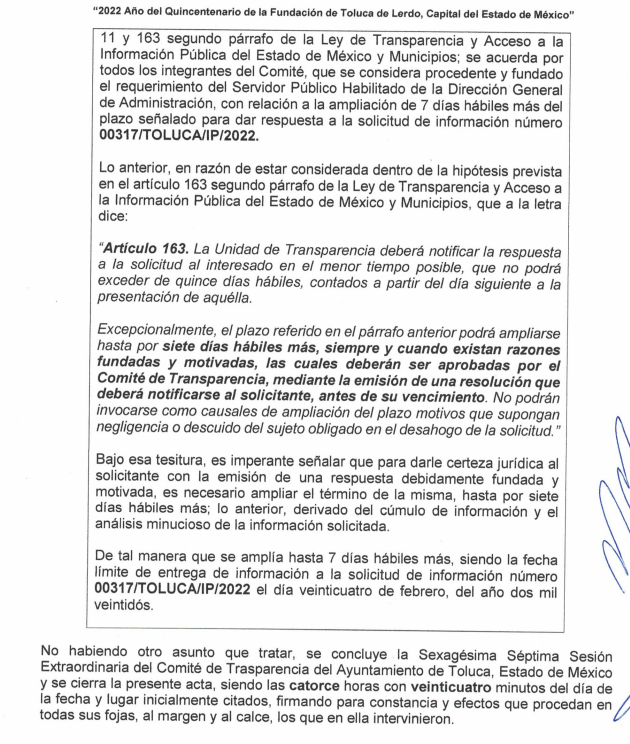 “2022 Año del Quincentenario de la Fundación de Toluca de Lerdo, Capital del Estado de México”
11 y 163 segundo párrafo de la Ley de Transparencia y Acceso a la
Información Pública del Estado de México y Municipios; se acuerda por
todos los integrantes del Comité, que se considera procedente y fundado
el requerimiento del Servidor Público Habilitado de la Dirección General
de Administración, con relación a la ampliación de 7 días hábiles más del
plazo señalado para dar respuesta a la solicitud de información número
00317/TOLUCA/IP/2022.
Lo anterior, en razón de estar considerada dentro de la hipótesis prevista
en el artículo 163 segundo párrafo de la Ley de Transparencia y Acceso a
la Información Pública del Estado de México y Municipios, que a la letra
dice:
“Artículo 163. La Unidad de Transparencia deberá notificar la respuesta
a la solicitud al interesado en el menor tiempo posible, que no podrá
exceder de quince días hábiles, contados a partir del día siguiente a la
presentación de aquélla.
Excepcionalmente, el plazo referido en el párrafo anterior podrá ampliarse
hasta por siete días hábiles más, siempre y cuando existan razones
fundadas y motivadas, las cuales deberán ser aprobadas por el
Comité de Transparencia, mediante la emisión de una resolución que
deberá notificarse al solicitante, antes de su vencimiento. No podrán
invocarse como causales de ampliación del plazo motivos que supongan
negligencia o descuido del sujeto obligado en el desahogo de la solicitud.”
Bajo esa tesitura, es imperante señalar que para darle certeza jurídica al
solicitante con la emisión de una respuesta debidamente fundada y
motivada, es necesario ampliar el término de la misma, hasta por siete
días hábiles más; lo anterior, derivado del cúmulo de información y el
análisis minucioso de la información solicitada.
De tal manera que se amplía hasta 7 días hábiles más, siendo la fecha
límite de entrega de información a la solicitud de información número
00317/TOLUCA/IP/2022 el día veinticuatro de febrero, del año dos mil
veintidós.
No habiendo otro asunto que tratar, se concluye la Sexagésima Séptima Sesión
Extraordinaria del Comité de Trasparencia del Ayuntamiento de Toluca, Estado de México
y se cierra la presente acta, siendo las catorce horas con veinticuatro minutos del día de
la fecha y lugar inicialmente citados, firmando para constancia y efectos que procedan en
todas sus fojas, al margen y al calce, los que en ella intervinieron.